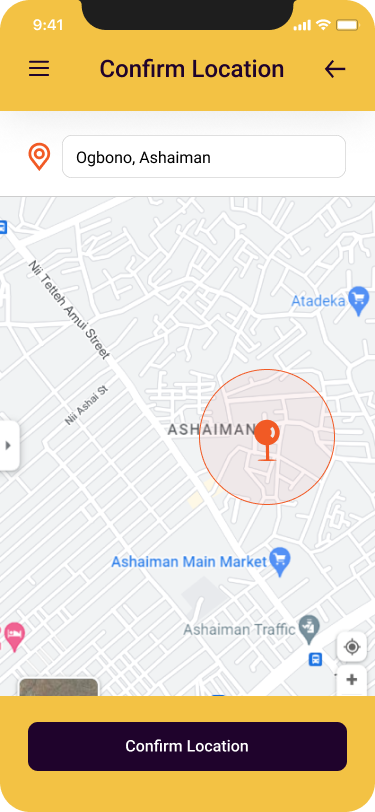 9:41
Confirm Location
Ogbono, Ashaiman
Atadeka
Nii Tetteh Amui Street
Nii Ashai St
ASHAIMAN
Ashaiman Main Market
Ashaiman Traffic
Confirm Location